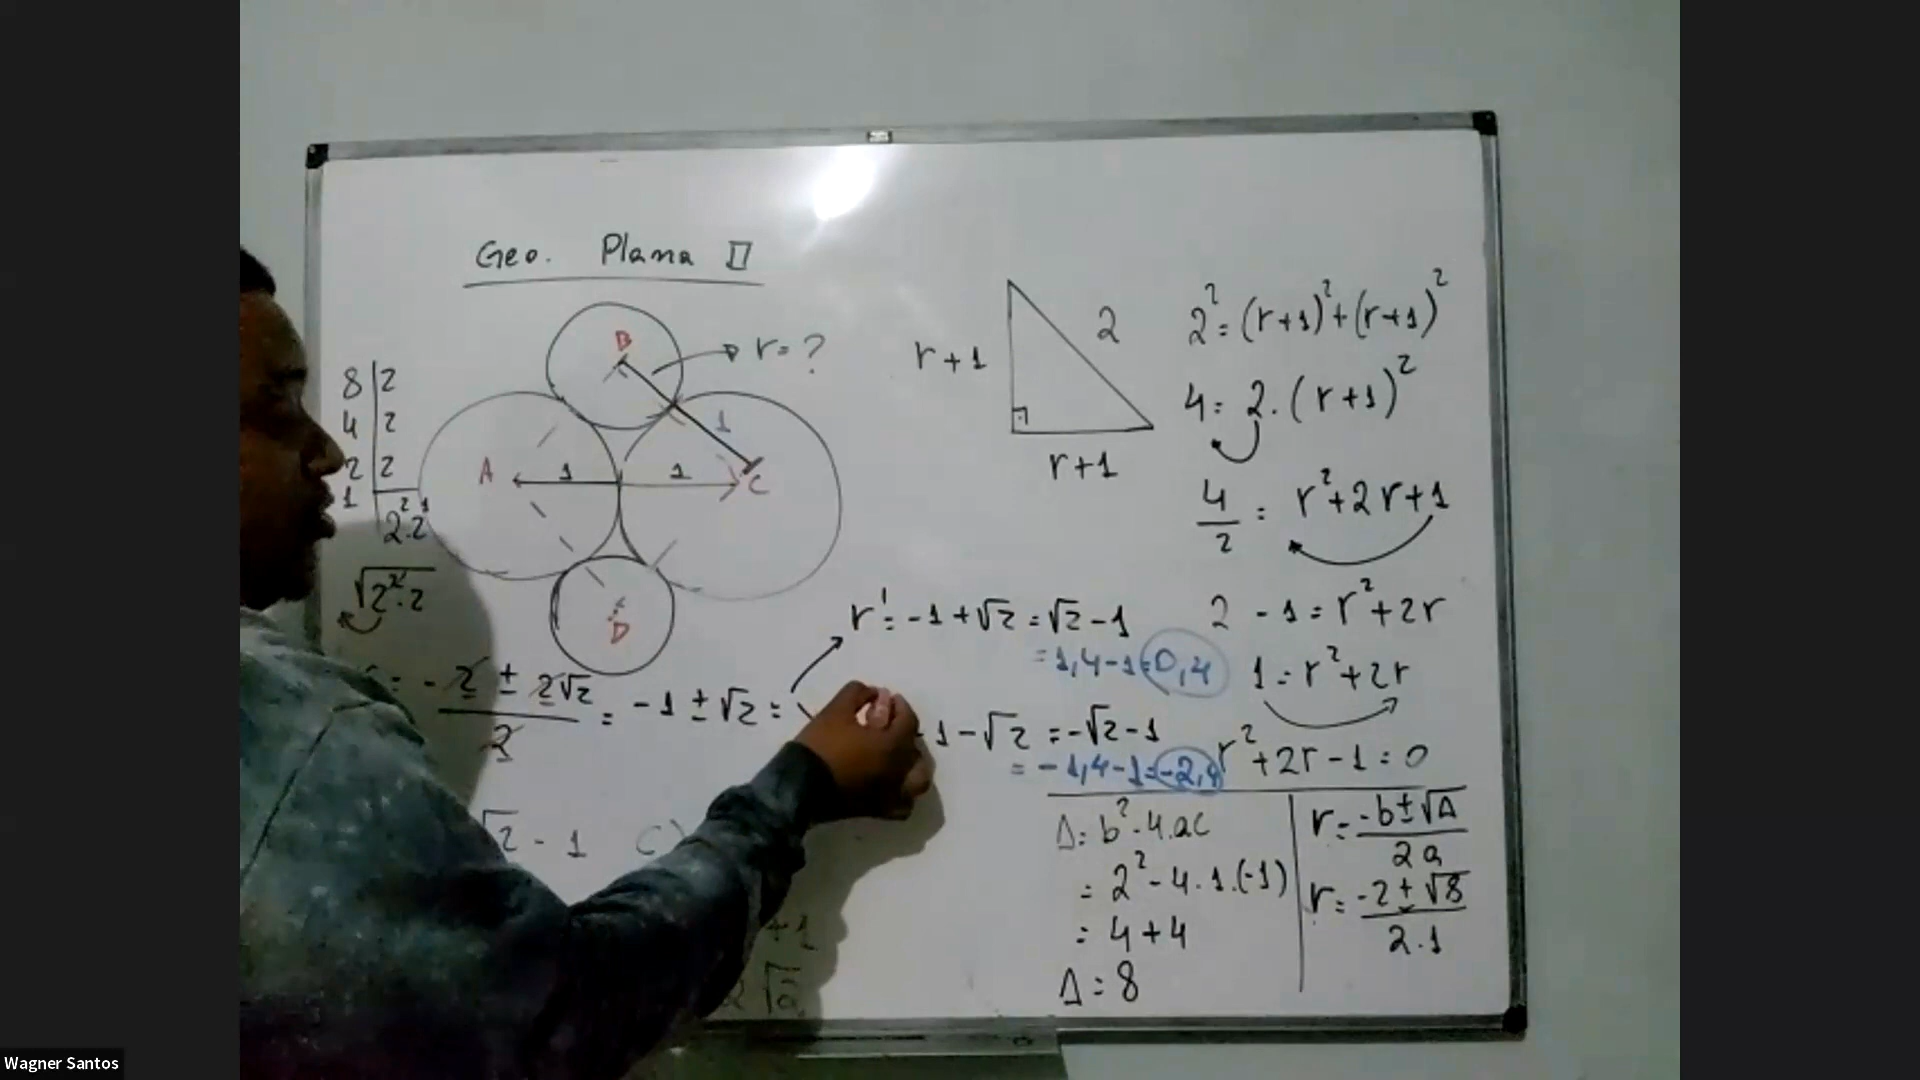 Geo. Plana II
B
r = ?
1
A
1
1
C
D
8 | 2
4 | 2
2 | 2
1 | 2².2¹
√2².2
= -2 ± 2√2 / 2 = -1 ± √2 =
r' = -1 + √2 = √2 - 1
= 1,4 - 1 = 0,4
1 - √2 = -√2 - 1
= -1,4 - 1 = -2,4
√2 - 1 C)
+1
r + 1
2
r + 1
2² = (r+1)² + (r+1)²
4 = 2 . (r+1)²
4/2 = r² + 2r + 1
2 - 1 = r² + 2r
1 = r² + 2r
r² + 2r - 1 = 0
Δ = b² - 4.ac
= 2² - 4.1.(-1)
= 4 + 4
Δ = 8
r = -b ± √Δ / 2a
r = -2 ± √8 / 2.1
Wagner Santos